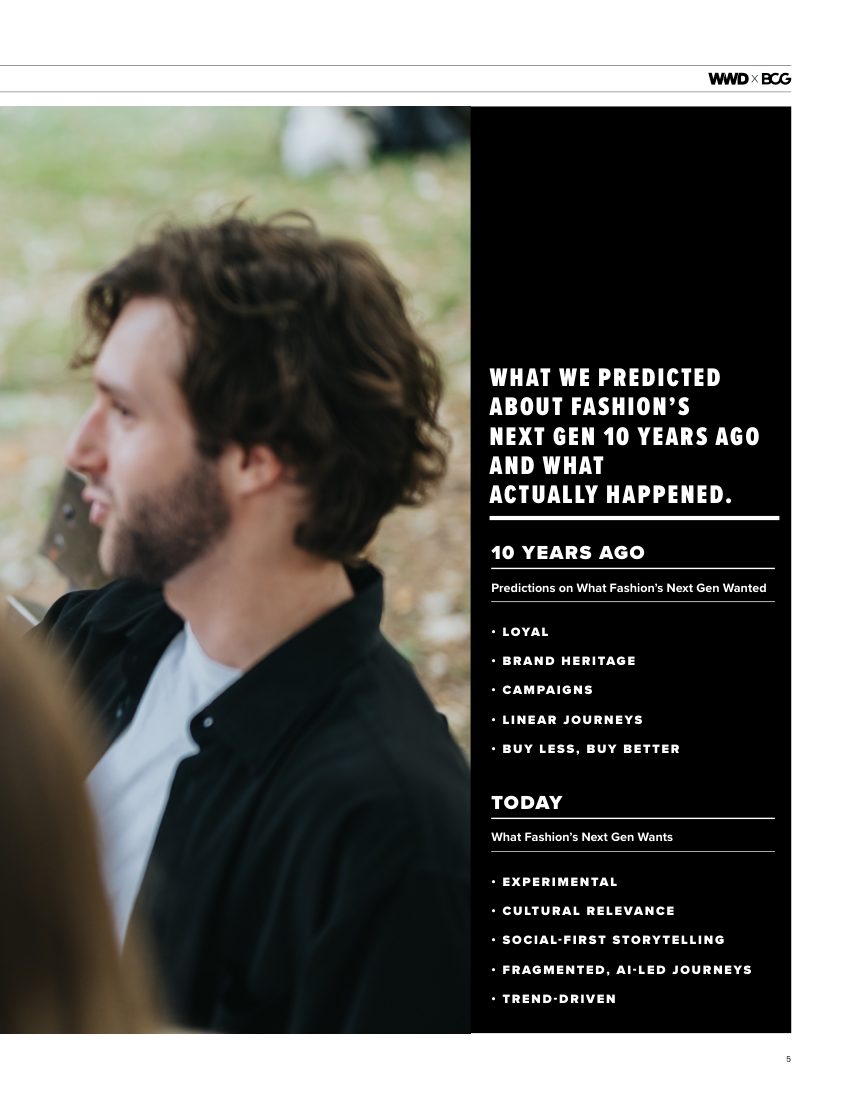 WWD × BCG
WHAT WE PREDICTED
ABOUT FASHION’S
NEXT GEN 10 YEARS AGO
AND WHAT
ACTUALLY HAPPENED.
10 YEARS AGO
Predictions on What Fashion’s Next Gen Wanted
• LOYAL
• BRAND HERITAGE
• CAMPAIGNS
• LINEAR JOURNEYS
• BUY LESS, BUY BETTER
TODAY
What Fashion’s Next Gen Wants
• EXPERIMENTAL
• CULTURAL RELEVANCE
• SOCIAL-FIRST STORYTELLING
• FRAGMENTED, AI-LED JOURNEYS
• TREND-DRIVEN
5